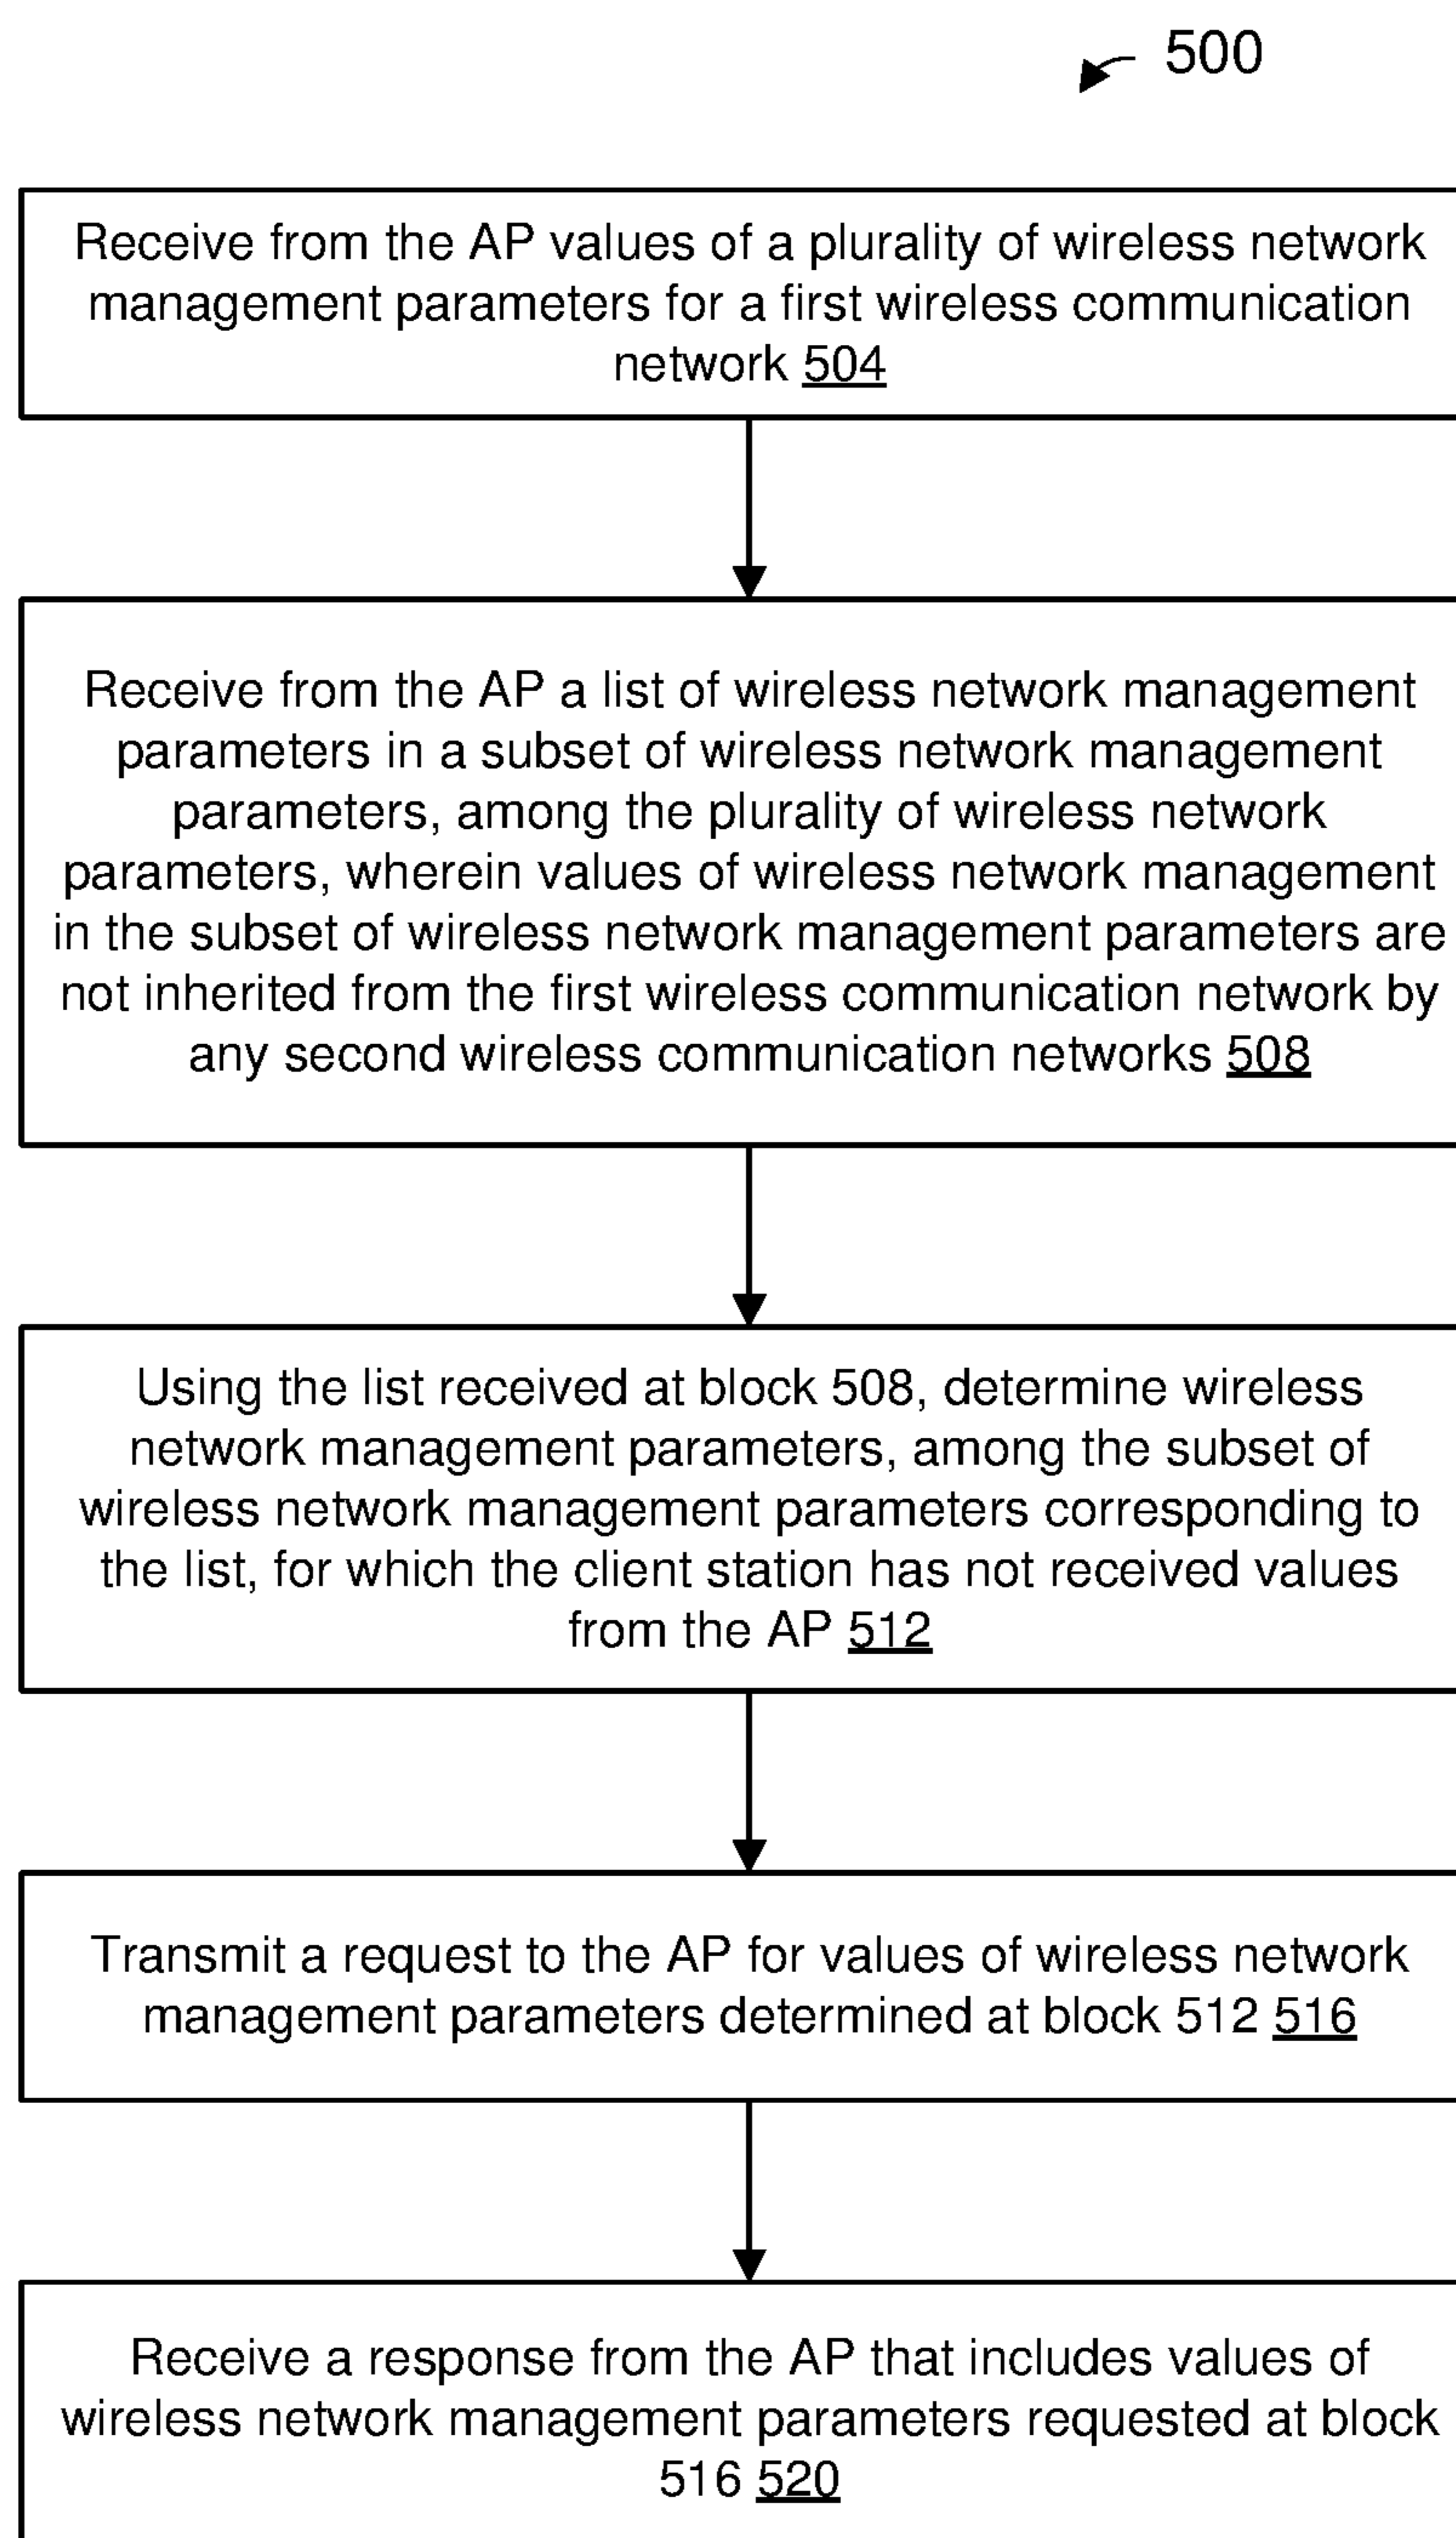 500
Receive from the AP values of a plurality of wireless network
management parameters for a first wireless communication
network 504
Receive from the AP a list of wireless network management
parameters in a subset of wireless network management
parameters, among the plurality of wireless network
parameters, wherein values of wireless network management
in the subset of wireless network management parameters are
not inherited from the first wireless communication network by
any second wireless communication networks 508
Using the list received at block 508, determine wireless
network management parameters, among the subset of
wireless network management parameters corresponding to
the list, for which the client station has not received values
from the AP 512
Transmit a request to the AP for values of wireless network
management parameters determined at block 512 516
Receive a response from the AP that includes values of
wireless network management parameters requested at block
516 520